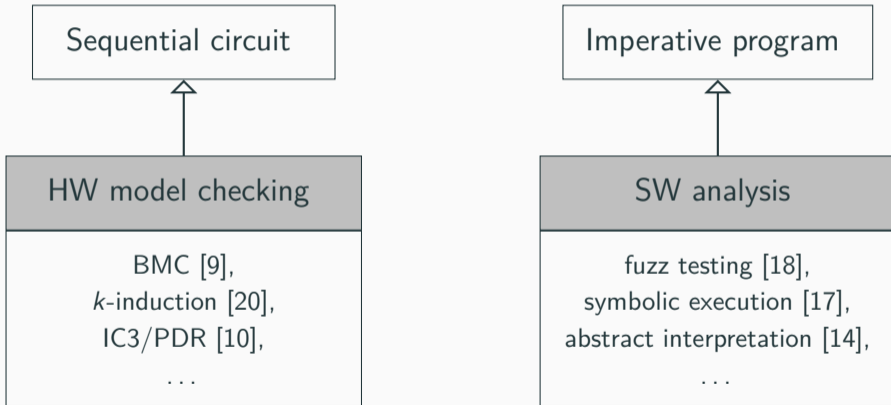 Sequential circuit
HW model checking
BMC [9],
k-induction [20],
IC3/PDR [10],
...
Imperative program
SW analysis
fuzz testing [18],
symbolic execution [17],
abstract interpretation [14],
...